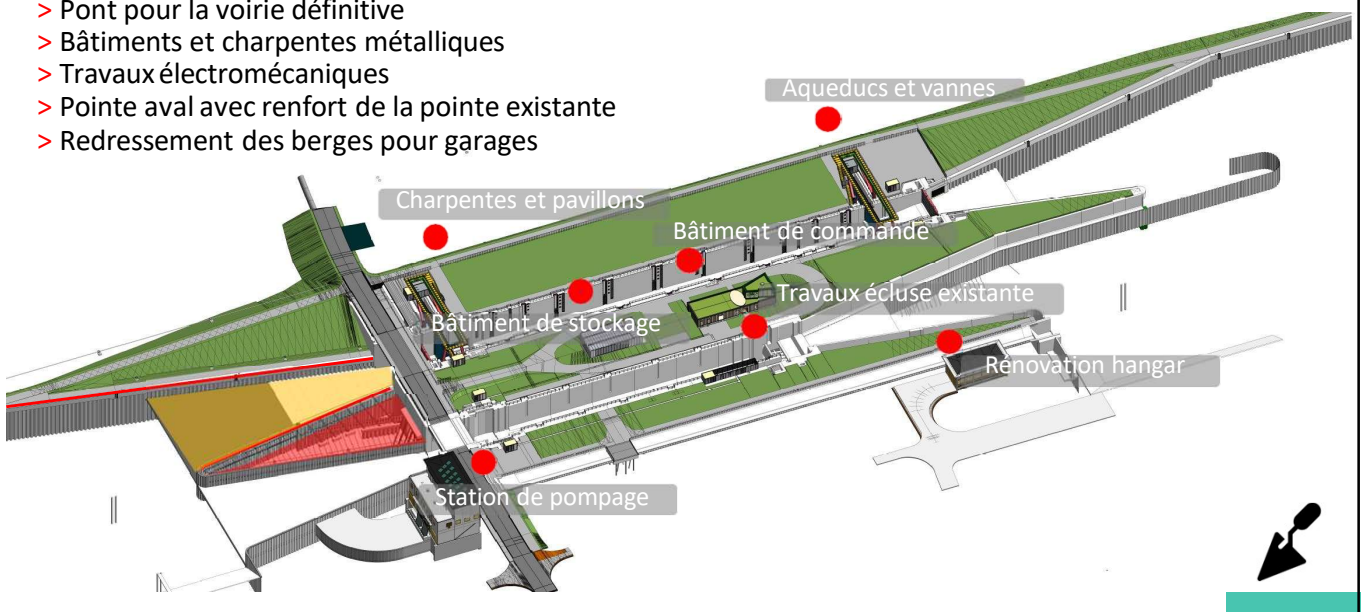 > Pont pour la voirie définitive
> Bâtiments et charpentes métalliques
> Travaux électromécaniques
> Pointe aval avec renfort de la pointe existante
> Redressement des berges pour garages
Aqueducs et vannes
Charpentes et pavillons
Bâtiment de commande
Travaux écluse existante
Bâtiment de stockage
Rénovation hangar
Station de pompage